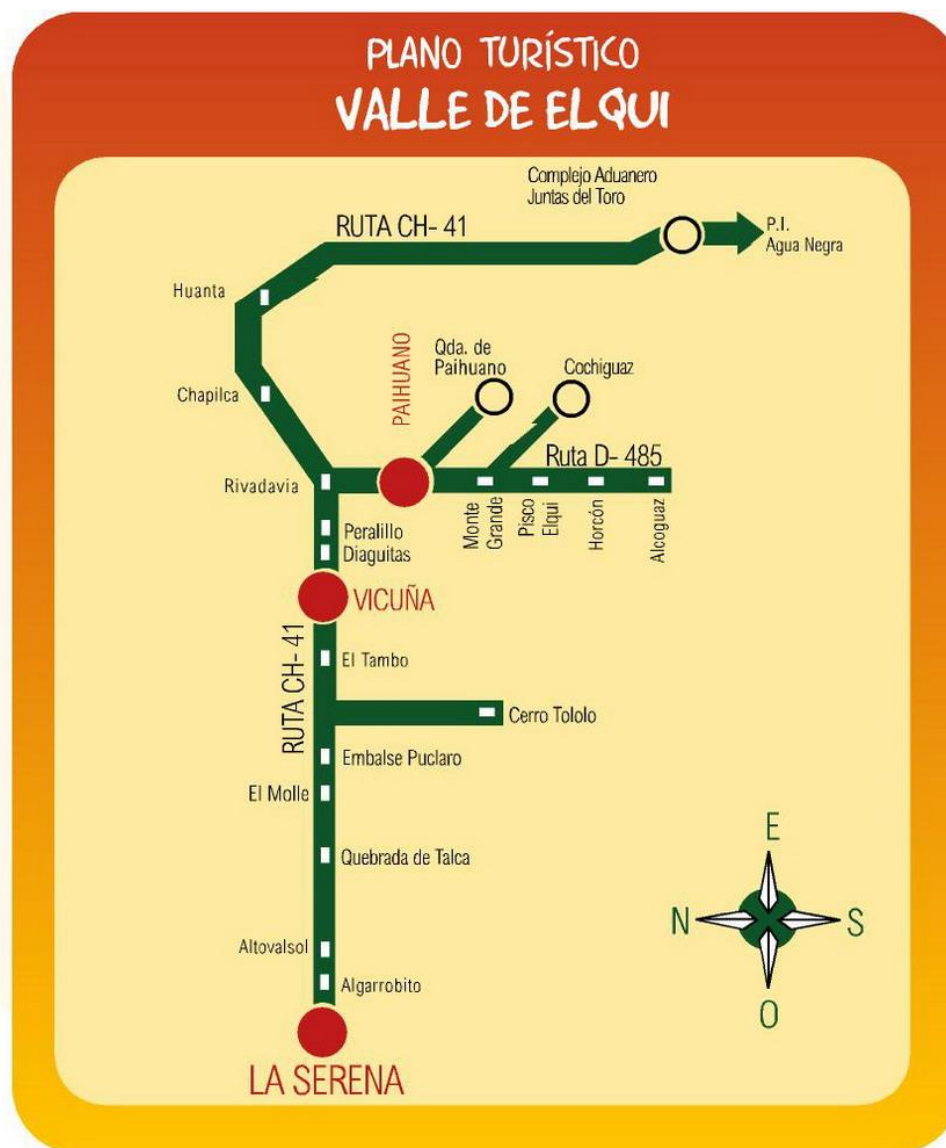 PLANO TURÍSTICO
VALLE DE ELQUI
Complejo Aduanero
Juntas del Toro
RUTA CH- 41
P.I.
Agua Negra
Huanta
PAIHUANO
Qda. de
Paihuano
Cochiguaz
Chapilca
Ruta D- 485
Rivadavia
Monte
Grande
Pisco
Elqui
Horcón
Alcoguaz
Peralillo
Diaguitas
VICUÑA
RUTA CH- 41
El Tambo
Cerro Tololo
Embalse Puclaro
El Molle
Quebrada de Talca
Altovalsol
Algarrobito
LA SERENA
E
N
S
O